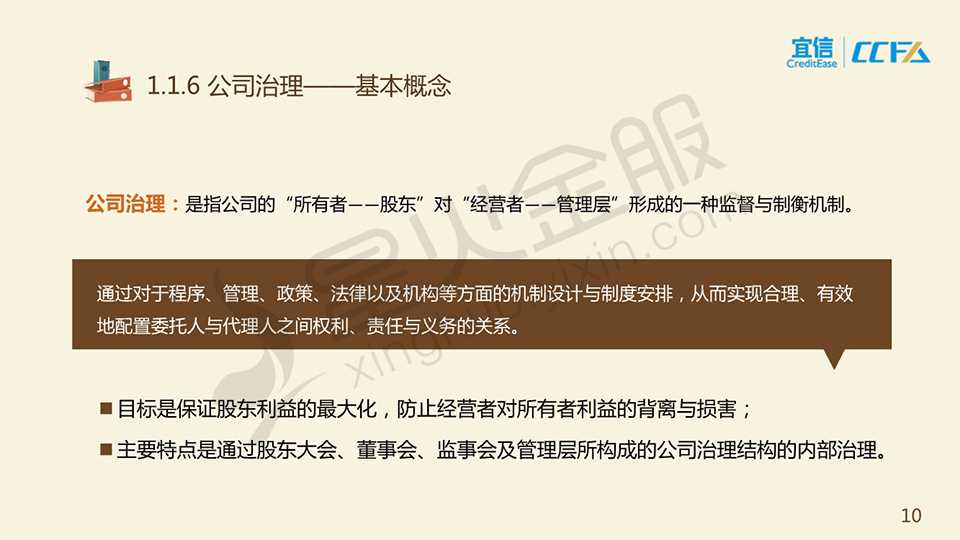 宜信
CreditEase
CCFA
1.1.6 公司治理——基本概念
公司治理：是指公司的“所有者——股东”对“经营者——管理层”形成的一种监督与制衡机制。
通过对于程序、管理、政策、法律以及机构等方面的机制设计与制度安排，从而实现合理、有效
地配置委托人与代理人之间权利、责任与义务的关系。
目标是保证股东利益的最大化，防止经营者对所有者利益的背离与损害；
主要特点是通过股东大会、董事会、监事会及管理层所构成的公司治理结构的内部治理。
星火金服
10